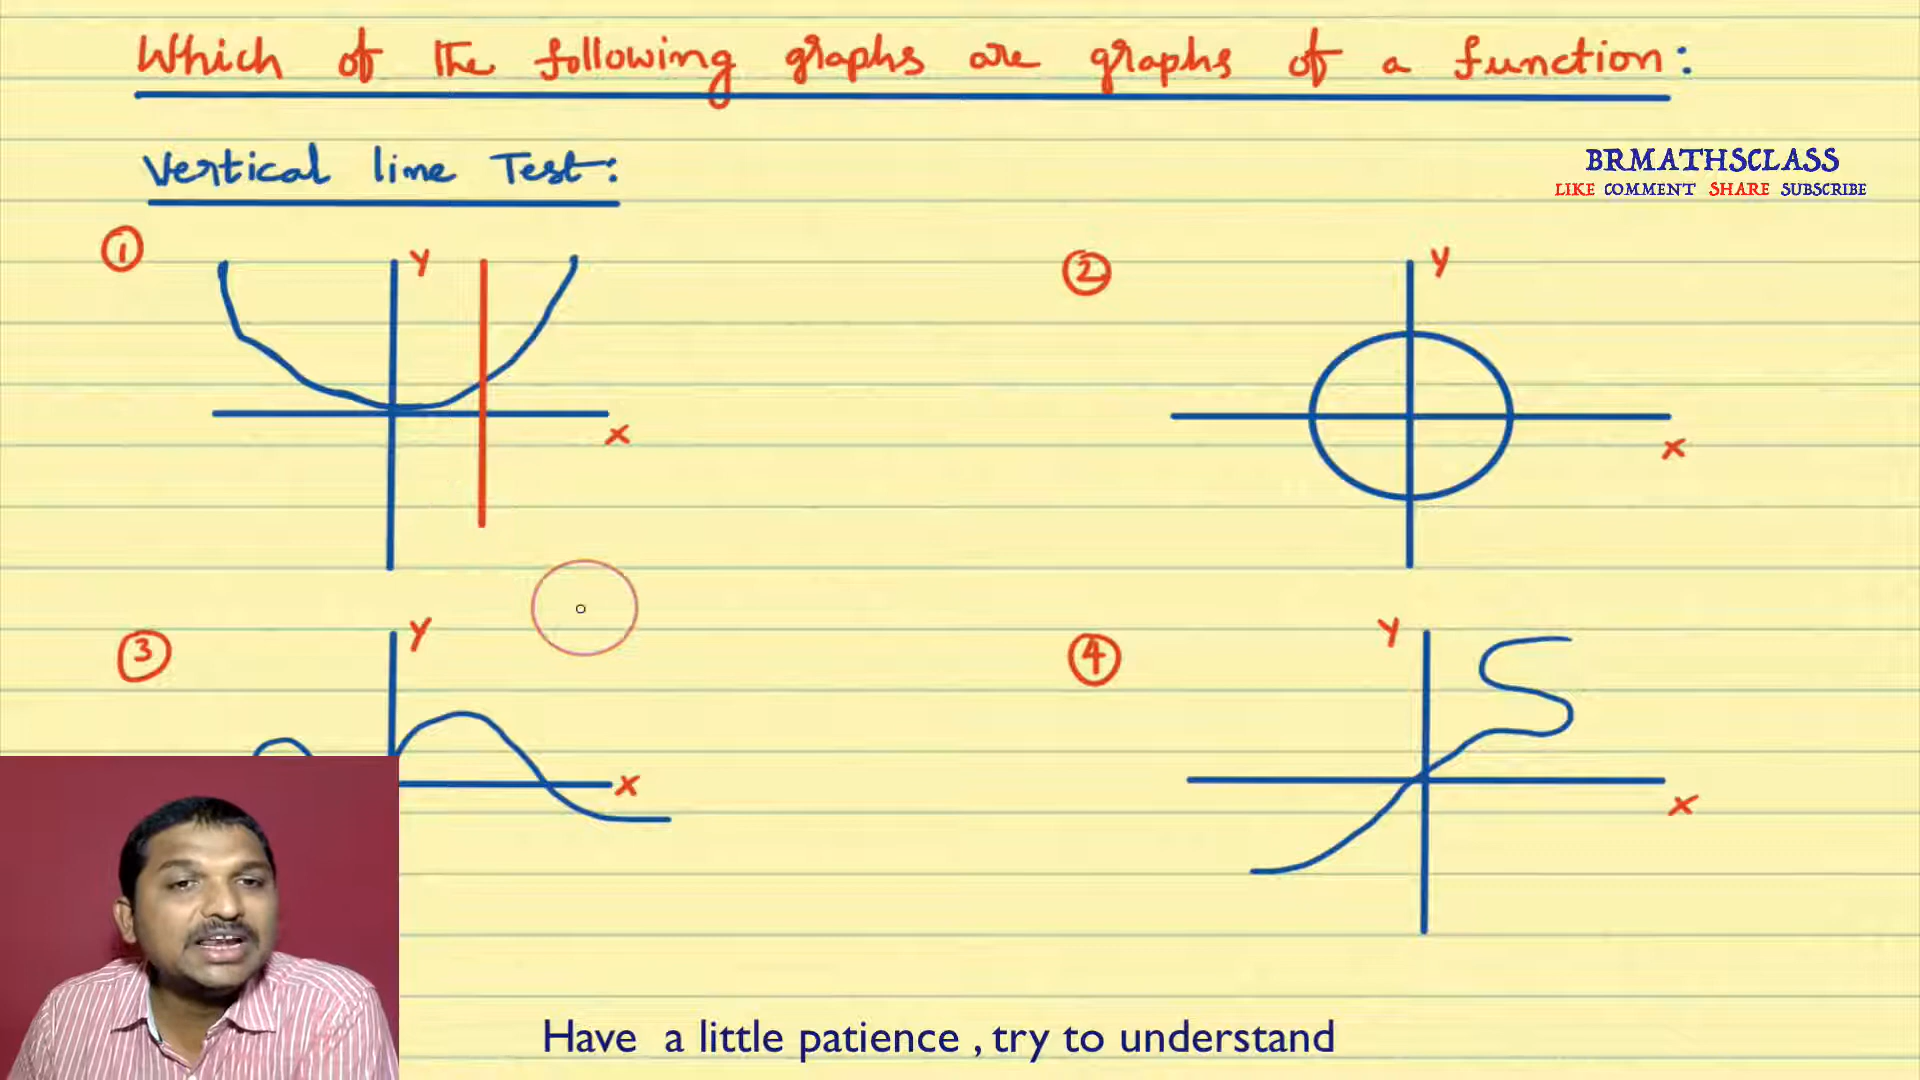 Which of the following graphs are graphs of a function:
Vertical line Test:
BRMATHSCLASS
LIKE COMMENT SHARE SUBSCRIBE
1
Y
X
2
Y
X
3
Y
X
4
Y
X
Have a little patience , try to understand